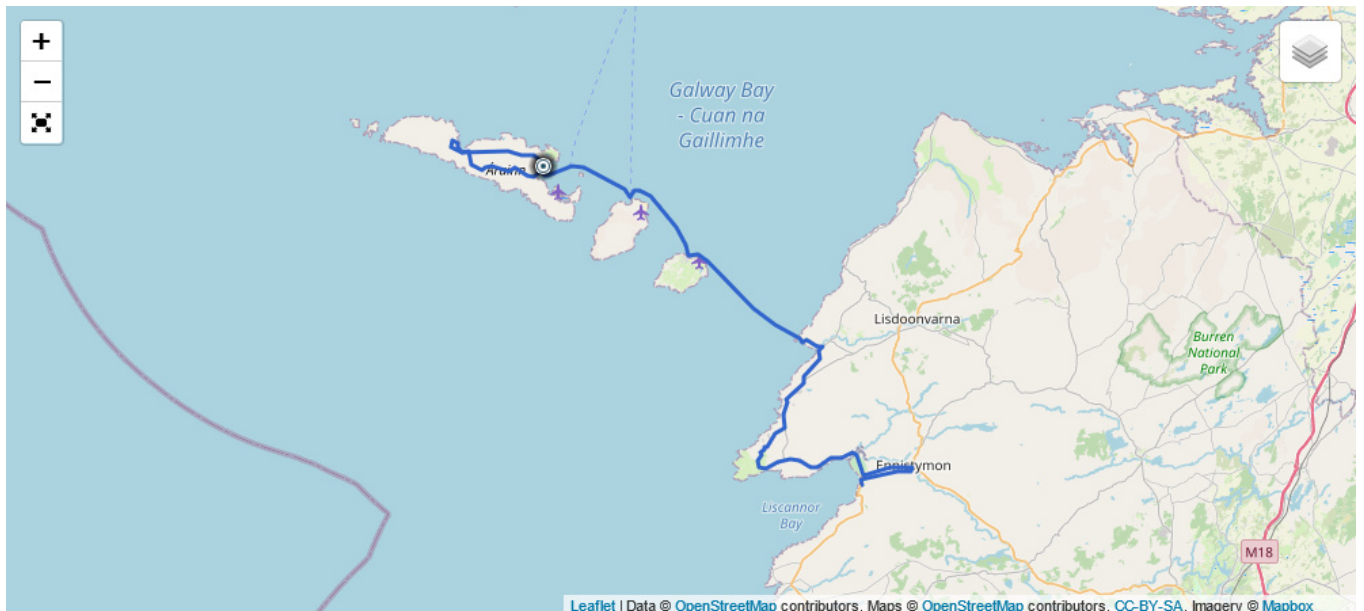 +
−
Galway Bay
- Cuan na
Gaillimhe
Árainn
Lisdoonvarna
Burren
National
Park
Ennistymon
Liscannor
Bay
M18
Leaflet | Data © OpenStreetMap contributors, Maps © OpenStreetMap contributors, CC-BY-SA, Imagery © Mapbox